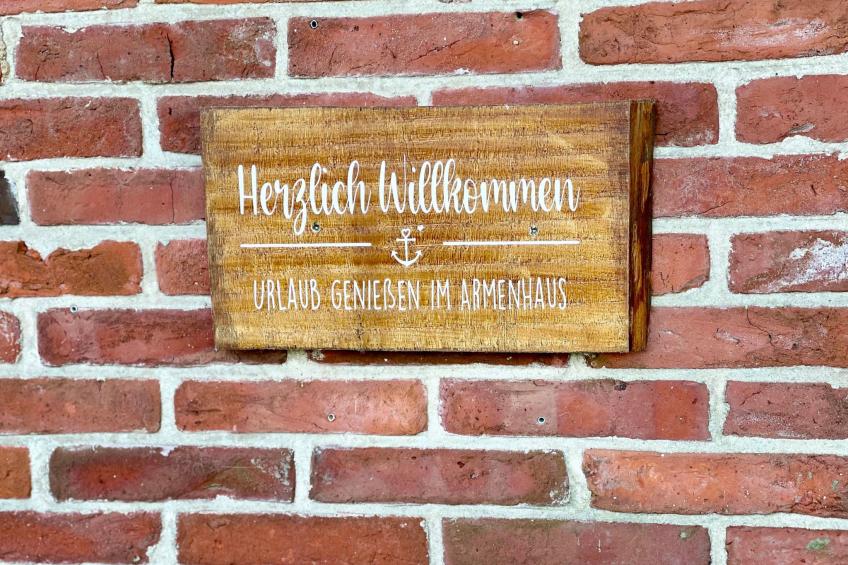 Herzlich Willkommen
URLAUB GENIEßEN IM ARMENHAUS